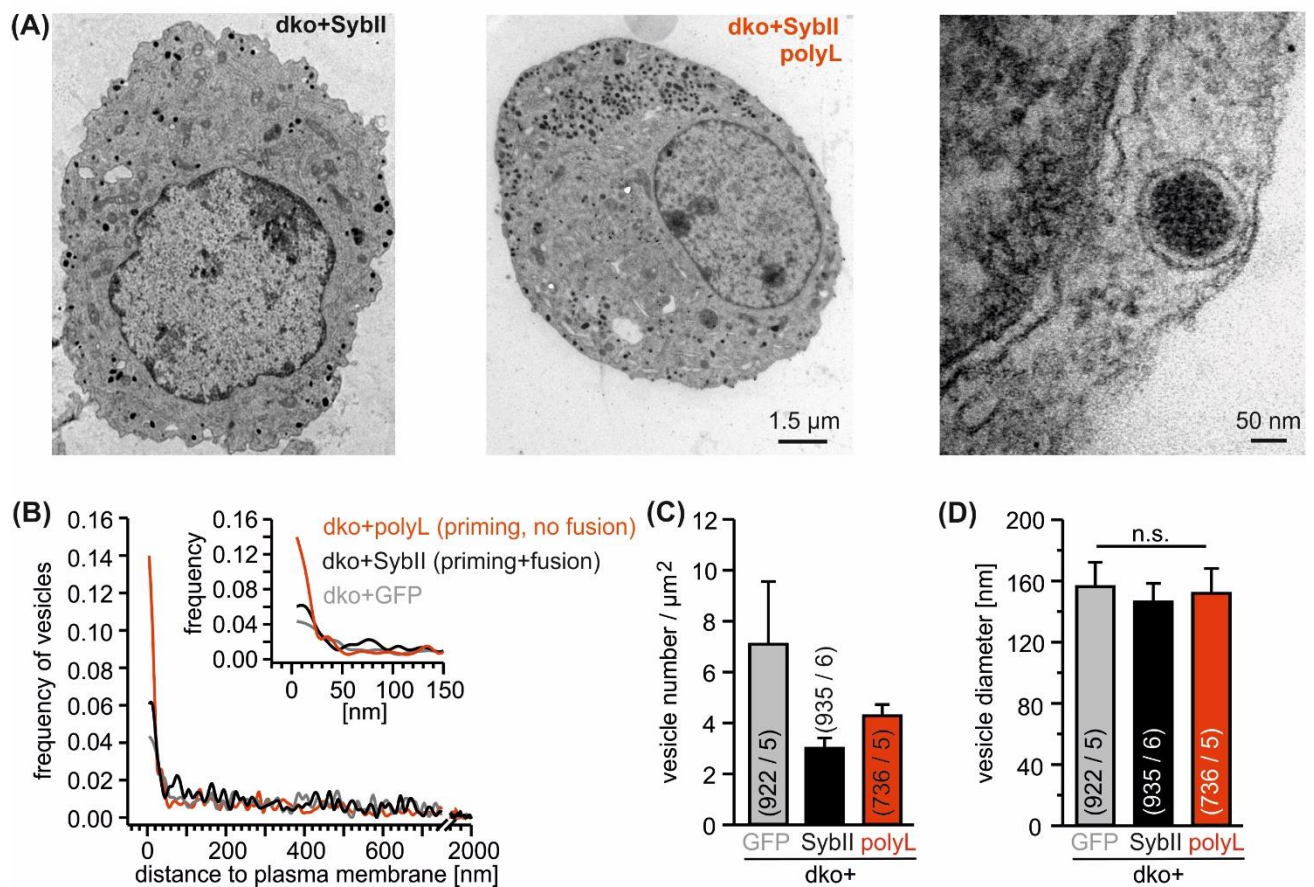 (A)
dko+SybII
dko+SybII
polyL
1.5 µm
50 nm
(B)
frequency of vesicles
0.16
0.14
0.12
0.10
0.08
0.06
0.04
0.02
0.00
0
200
400
600
2000
distance to plasma membrane [nm]
frequency
0.16
0.12
0.08
0.04
0.00
0
50
100
150
[nm]
dko+polyL (priming, no fusion)
dko+SybII (priming+fusion)
dko+GFP
(C)
vesicle number / µm²
12
10
8
6
4
2
0
(922 / 5)
(935 / 6)
(736 / 5)
GFP SybII polyL
dko+
(D)
vesicle diameter [nm]
200
160
120
80
40
0
n.s.
(922 / 5)
(935 / 6)
(736 / 5)
GFP SybII polyL
dko+